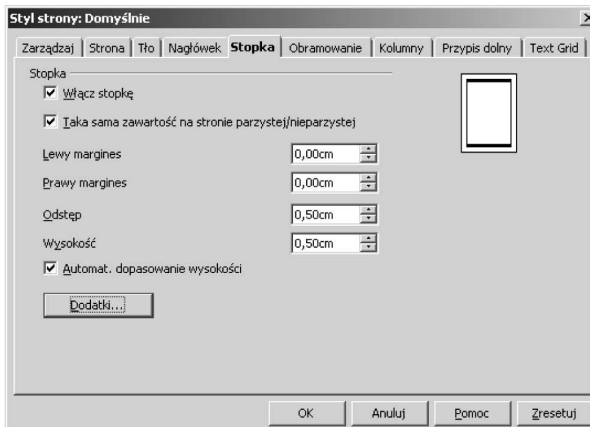 Styl strony: Domyślnie
Zarządzaj Strona Tło Nagłówek Stopka Obramowanie Kolumny Przypis dolny Text Grid
Stopka
Włącz stopkę
Taka sama zawartość na stronie parzystej/nieparzystej
Lewy margines 0,00cm
Prawy margines 0,00cm
Odstęp 0,50cm
Wysokość 0,50cm
Automat. dopasowanie wysokości
Dodatki...
OK Anuluj Pomoc Zresetuj